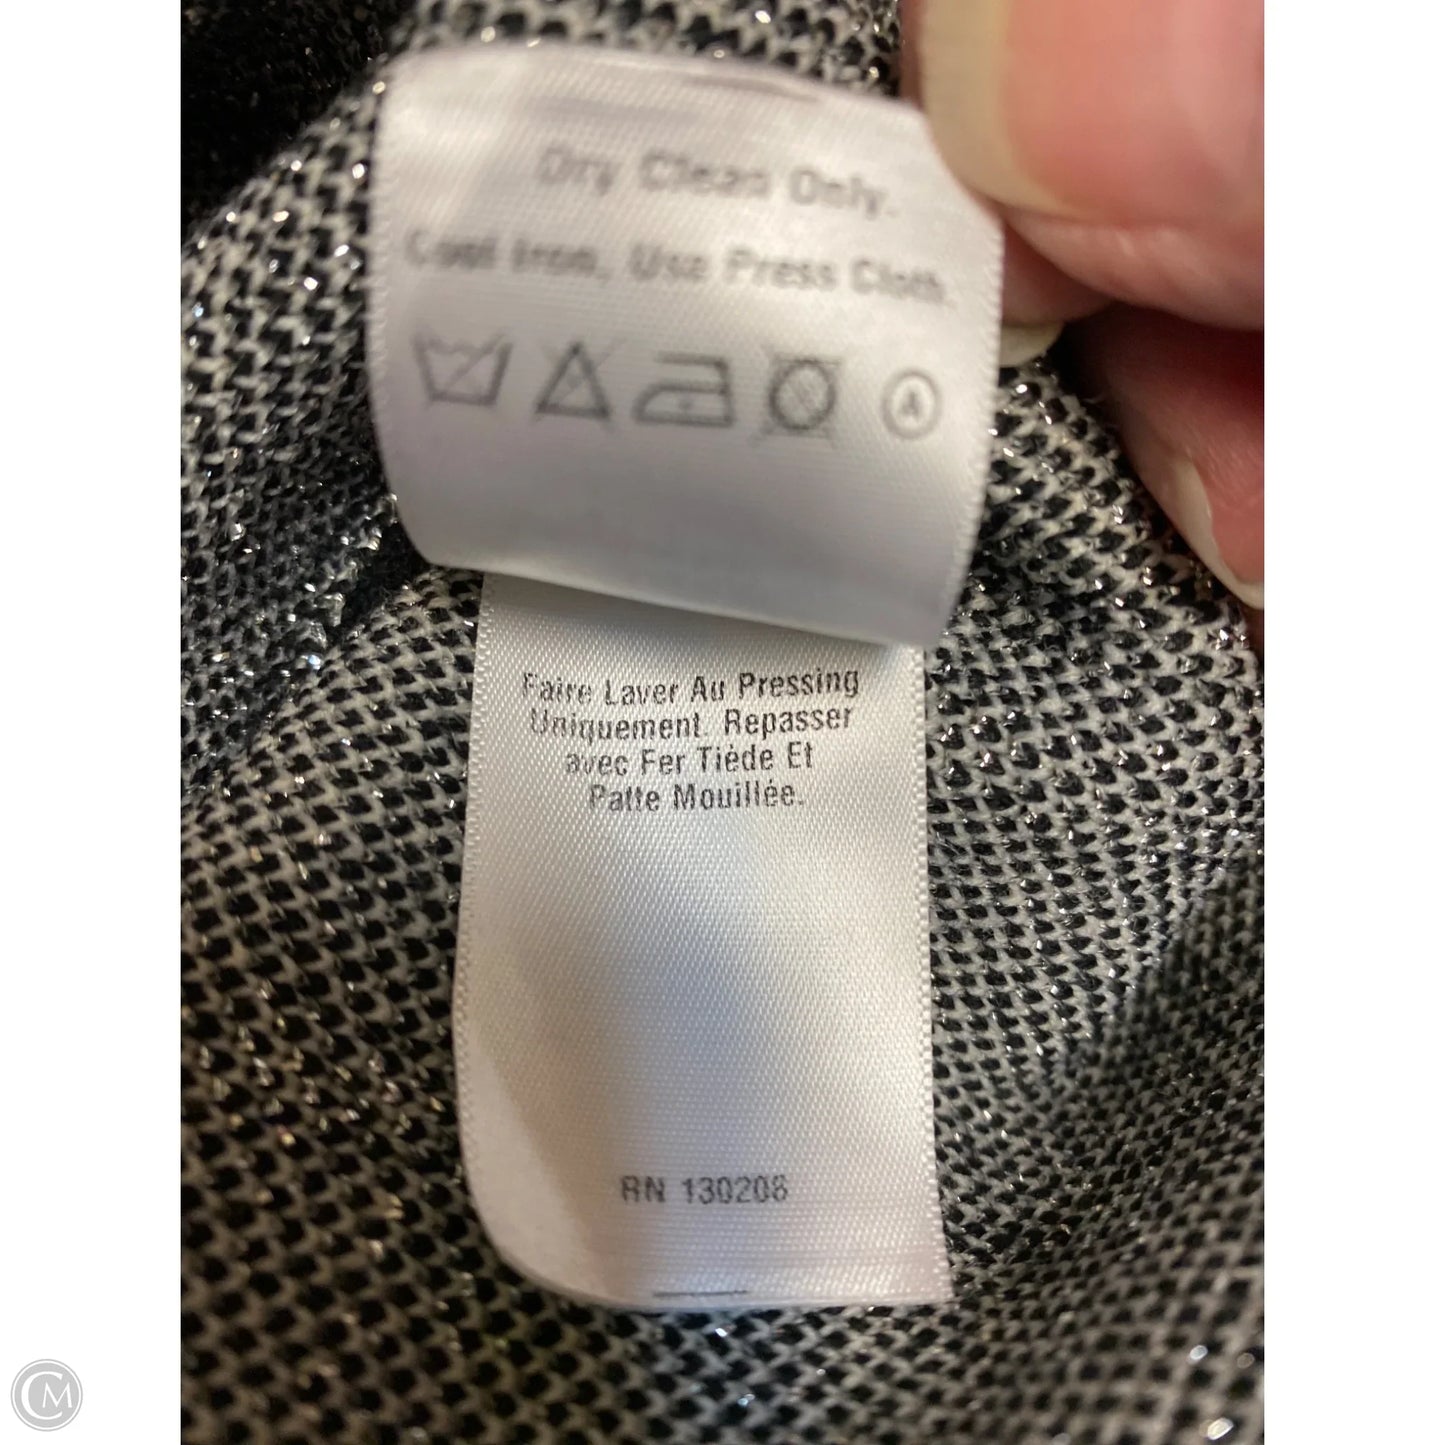 Dry Clean Only.
Cool Iron, Use Press Cloth.
A
Faire Laver Au Pressing
Uniquement. Repasser
avec Fer Tiède Et
Patte Mouillée.
RN 130208
CM